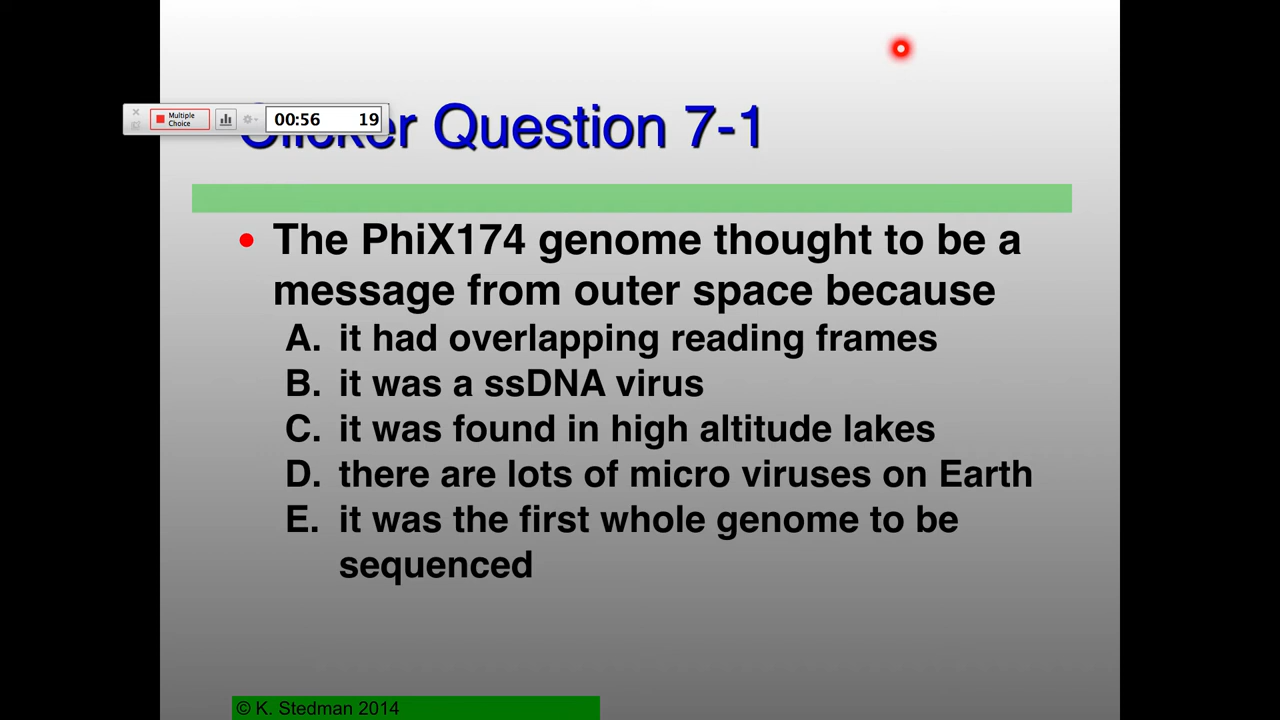 Multiple
Choice
00:56 19
Clicker Question 7-1
• The PhiX174 genome thought to be a
message from outer space because
A. it had overlapping reading frames
B. it was a ssDNA virus
C. it was found in high altitude lakes
D. there are lots of micro viruses on Earth
E. it was the first whole genome to be
sequenced
© K. Stedman 2014